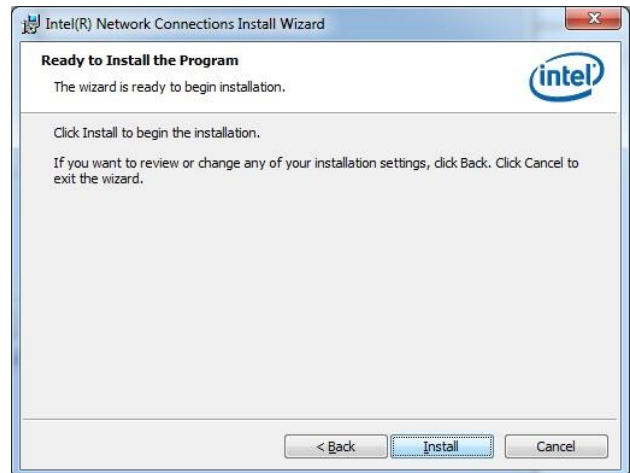 Intel(R) Network Connections Install Wizard
Ready to Install the Program
The wizard is ready to begin installation.
intel
Click Install to begin the installation.
If you want to review or change any of your installation settings, click Back. Click Cancel to
exit the wizard.
< Back
Install
Cancel